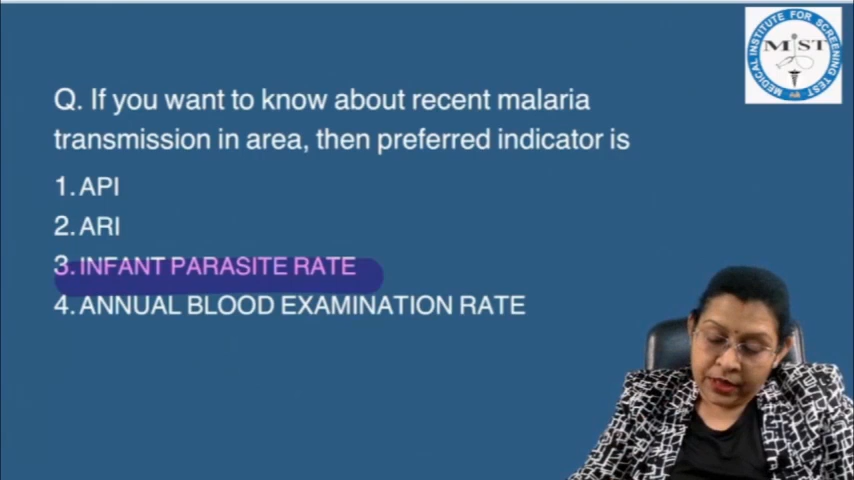 MEDICAL INSTITUTE FOR SCREENING TEST
MIST
Q. If you want to know about recent malaria
transmission in area, then preferred indicator is
1. API
2. ARI
3. INFANT PARASITE RATE
4. ANNUAL BLOOD EXAMINATION RATE